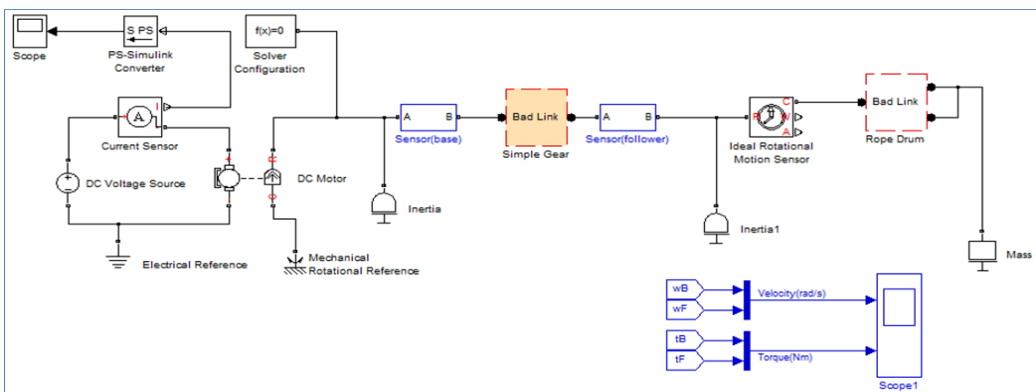 Scope
S PS
PS-Simulink
Converter
f(x)=0
Solver
Configuration
I
A
+
Current Sensor
DC Voltage Source
+
-
Electrical Reference
+
R
C
DC Motor
Mechanical
Rotational Reference
Inertia
A B
Sensor(base)
Bad Link
Simple Gear
A B
Sensor(follower)
Inertia1
R C
W
A
Ideal Rotational
Motion Sensor
Bad Link
Rope Drum
Mass
wB
wF
Velocity(rad/s)
tB
tF
Torque(Nm)
Scope1